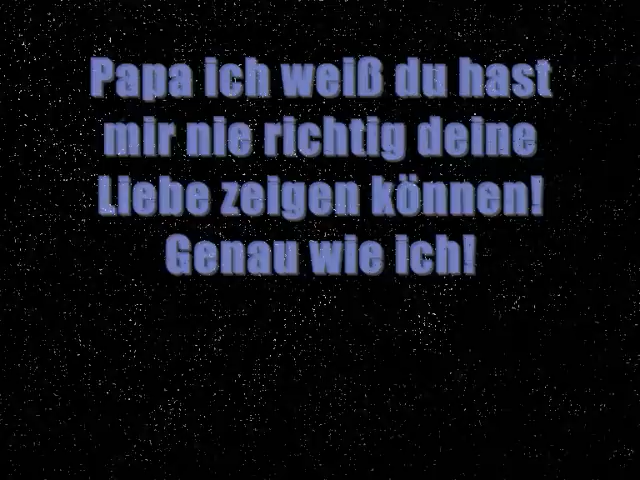 Papa ich weiß du hast
mir nie richtig deine
Liebe zeigen können!
Genau wie ich!